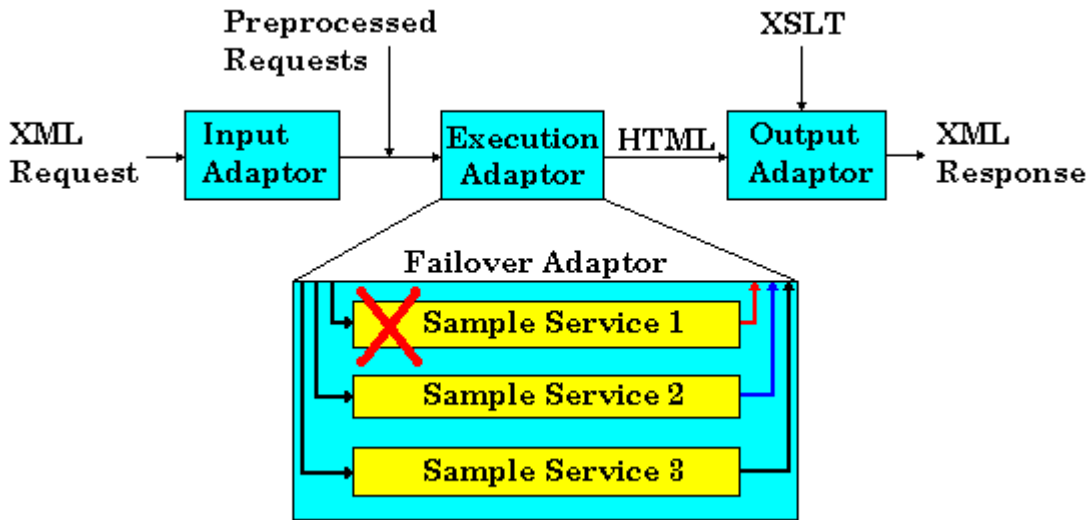 Preprocessed
Requests
XSLT
XML
Request
Input
Adaptor
Execution
Adaptor
HTML
Output
Adaptor
XML
Response
Failover Adaptor
Sample Service 1
Sample Service 2
Sample Service 3